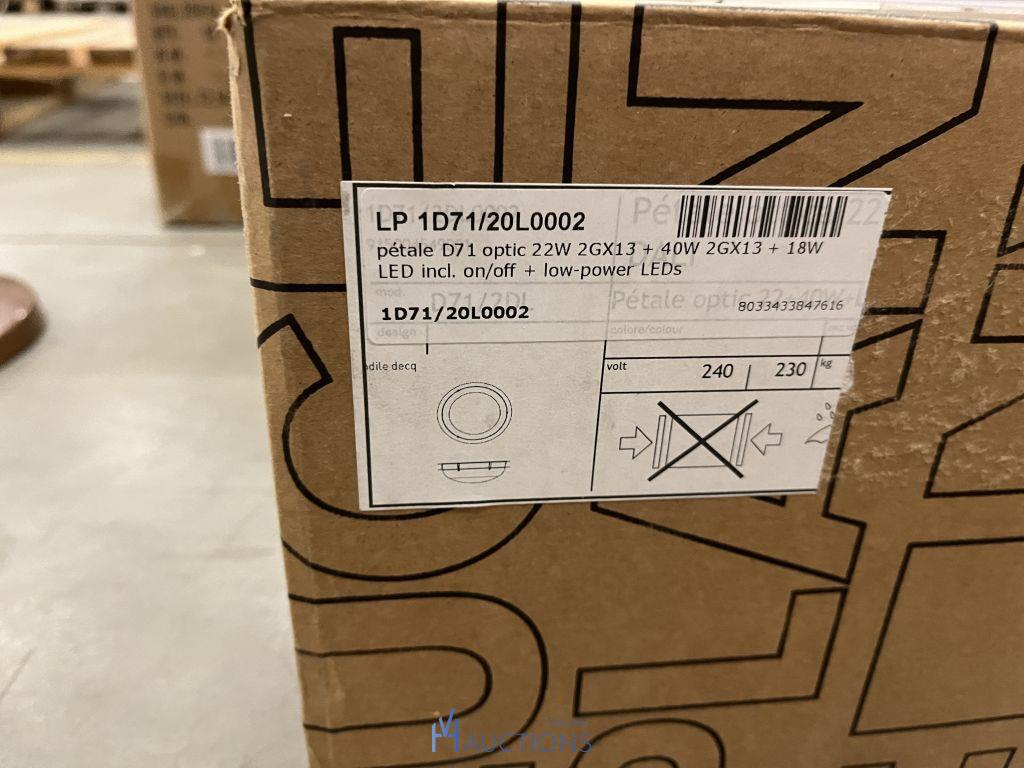 LP 1D71/20L0002
pétale D71 optic 22W 2GX13 + 40W 2GX13 + 18W
LED incl. on/off + low-power LEDs
mod.
D71/2DL
Pétale optic 22
1D71/20L0002
8033433847616
design
colore/colour
decq
volt
240 | 230
kg
AUCTIONS